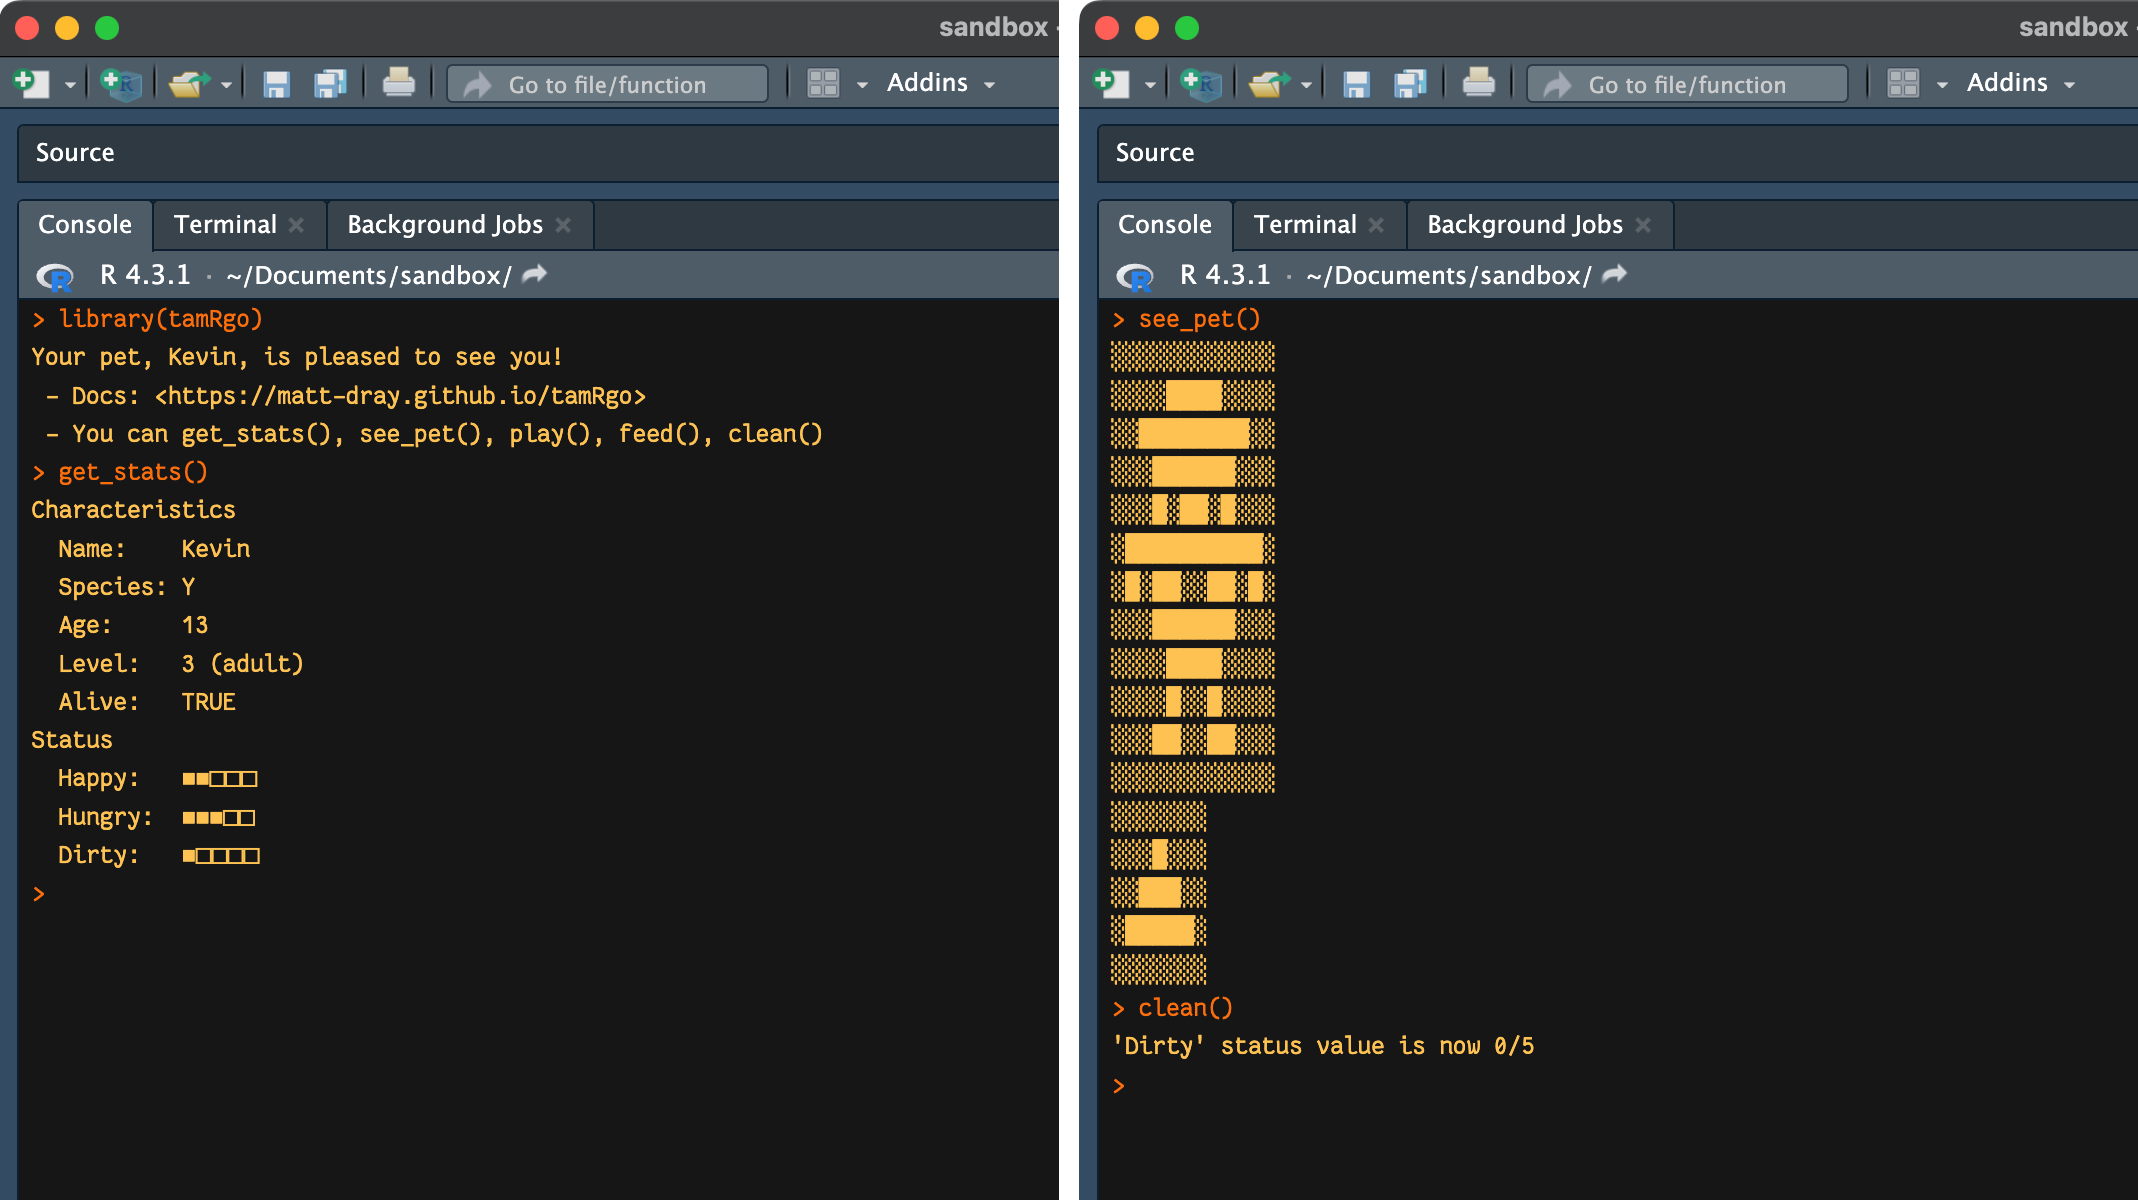 sandbox -
Go to file/function
Addins
Source
Console
Terminal
Background Jobs
R 4.3.1 · ~/Documents/sandbox/
> library(tamRgo)
Your pet, Kevin, is pleased to see you!
- Docs: <https://matt-dray.github.io/tamRgo>
- You can get_stats(), see_pet(), play(), feed(), clean()
> get_stats()
Characteristics
Name: Kevin
Species: Y
Age: 13
Level: 3 (adult)
Alive: TRUE
Status
Happy: ■■□□□
Hungry: ■■■□□
Dirty: ■□□□□
>
sandbox -
Go to file/function
Addins
Source
Console
Terminal
Background Jobs
R 4.3.1 · ~/Documents/sandbox/
> see_pet()
> clean()
'Dirty' status value is now 0/5
>